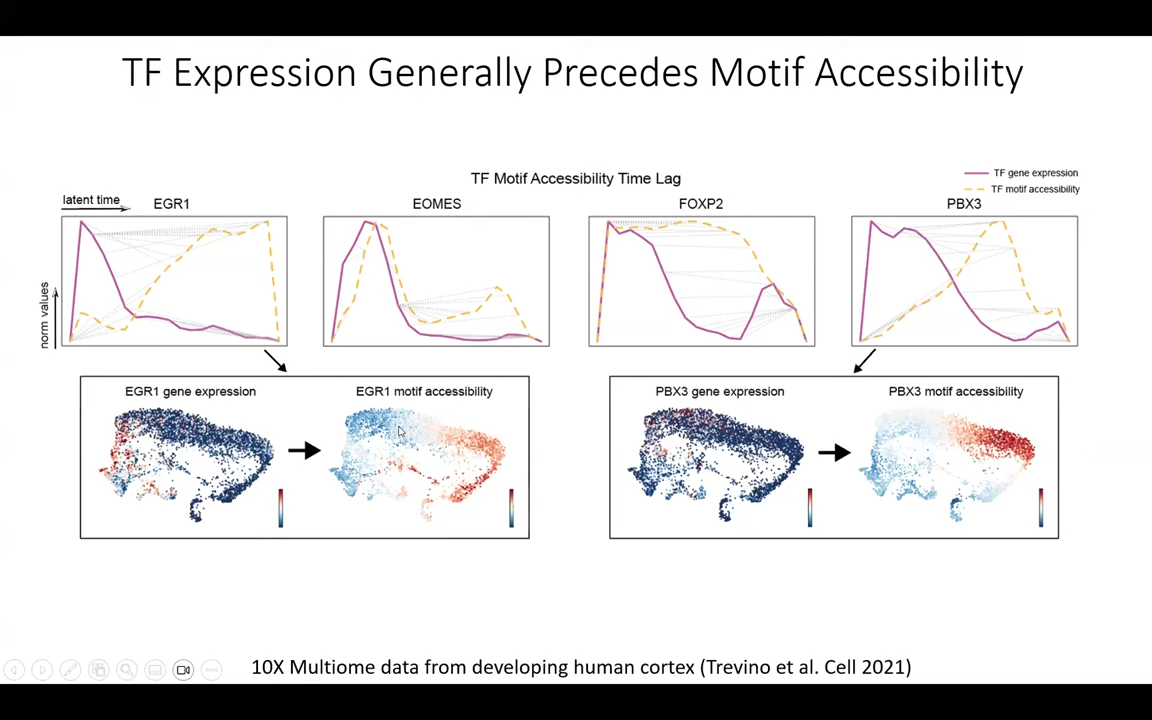 TF Expression Generally Precedes Motif Accessibility
TF Motif Accessibility Time Lag
TF gene expression
TF motif accessibility
latent time
EGR1
EOMES
FOXP2
PBX3
norm values
EGR1 gene expression
EGR1 motif accessibility
PBX3 gene expression
PBX3 motif accessibility
10X Multiome data from developing human cortex (Trevino et al. Cell 2021)